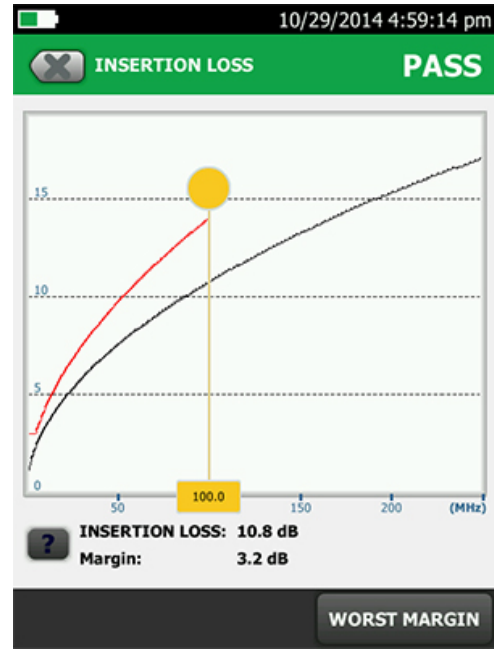 10/29/2014 4:59:14 pm
INSERTION LOSS PASS
15
10
5
0
50 100.0 150 200 (MHz)
? INSERTION LOSS: 10.8 dB
Margin: 3.2 dB
WORST MARGIN